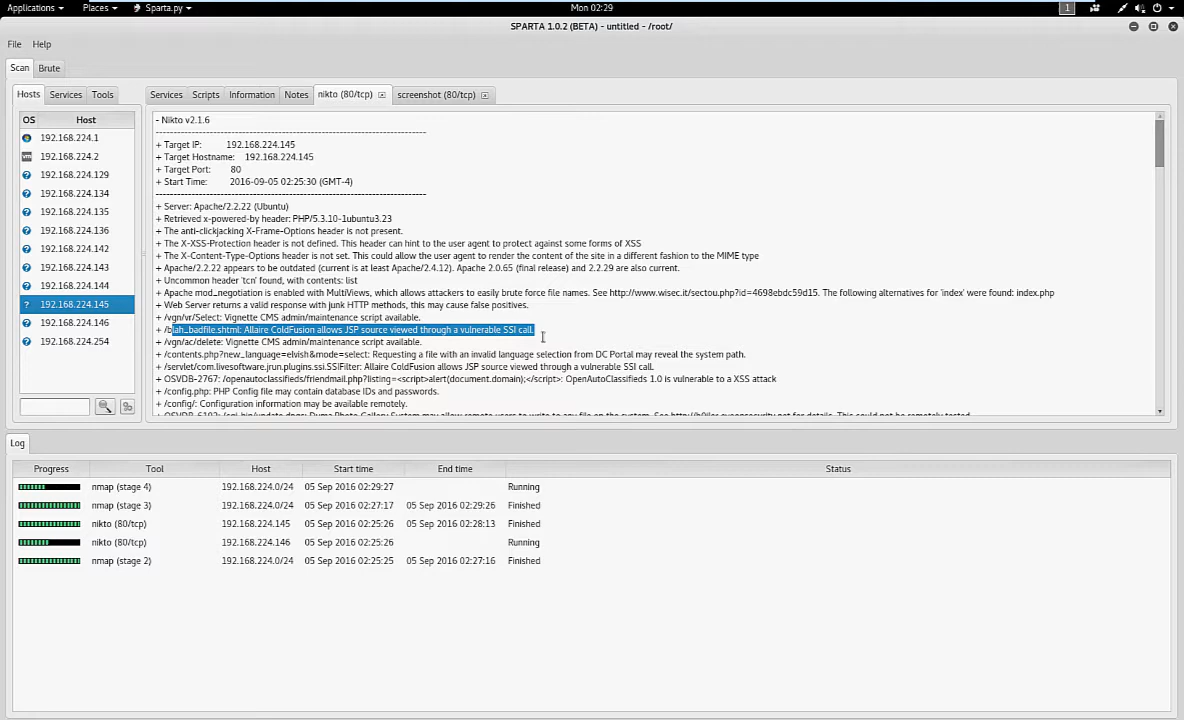 Applications Places Sparta.py Mon 02:29 1
SPARTA 1.0.2 (BETA) - untitled - /root/
File Help
Scan Brute
Hosts Services Tools
Services Scripts Information Notes nikto (80/tcp) screenshot (80/tcp)
OS Host
192.168.224.1
vm 192.168.224.2
? 192.168.224.129
? 192.168.224.134
? 192.168.224.135
? 192.168.224.136
? 192.168.224.142
? 192.168.224.143
? 192.168.224.144
? 192.168.224.145
? 192.168.224.146
? 192.168.224.254
- Nikto v2.1.6
---------------------------------------------------------------------------
+ Target IP: 192.168.224.145
+ Target Hostname: 192.168.224.145
+ Target Port: 80
+ Start Time: 2016-09-05 02:25:30 (GMT-4)
---------------------------------------------------------------------------
+ Server: Apache/2.2.22 (Ubuntu)
+ Retrieved x-powered-by header: PHP/5.3.10-1ubuntu3.23
+ The anti-clickjacking X-Frame-Options header is not present.
+ The X-XSS-Protection header is not defined. This header can hint to the user agent to protect against some forms of XSS
+ The X-Content-Type-Options header is not set. This could allow the user agent to render the content of the site in a different fashion to the MIME type
+ Apache/2.2.22 appears to be outdated (current is at least Apache/2.4.12). Apache 2.0.65 (final release) and 2.2.29 are also current.
+ Uncommon header 'tcn' found, with contents: list
+ Apache mod_negotiation is enabled with MultiViews, which allows attackers to easily brute force file names. See http://www.wisec.it/sectou.php?id=4698ebdc59d15. The following alternatives for 'index' were found: index.php
+ Web Server returns a valid response with junk HTTP methods, this may cause false positives.
+ /vgn/vr/Select: Vignette CMS admin/maintenance script available.
+ /blah_badfile.shtml: Allaire ColdFusion allows JSP source viewed through a vulnerable SSI call.
+ /vgn/ac/delete: Vignette CMS admin/maintenance script available.
+ /contents.php?new_language=elvish&mode=select: Requesting a file with an invalid language selection from DC Portal may reveal the system path.
+ /servlet/com.livesoftware.jrun.plugins.ssi.SSIFilter: Allaire ColdFusion allows JSP source viewed through a vulnerable SSI call.
+ OSVDB-2767: /openautoclassifieds/friendmail.php?listing=<script>alert(document.domain);</script>: OpenAutoClassifieds 1.0 is vulnerable to a XSS attack
+ /config.php: PHP Config file may contain database IDs and passwords.
+ /config/: Configuration information may be available remotely.
Log
Progress Tool Host Start time End time Status
nmap (stage 4) 192.168.224.0/24 05 Sep 2016 02:29:27 Running
nmap (stage 3) 192.168.224.0/24 05 Sep 2016 02:27:17 05 Sep 2016 02:29:26 Finished
nikto (80/tcp) 192.168.224.145 05 Sep 2016 02:25:26 05 Sep 2016 02:28:13 Finished
nikto (80/tcp) 192.168.224.146 05 Sep 2016 02:25:26 Running
nmap (stage 2) 192.168.224.0/24 05 Sep 2016 02:25:25 05 Sep 2016 02:27:16 Finished